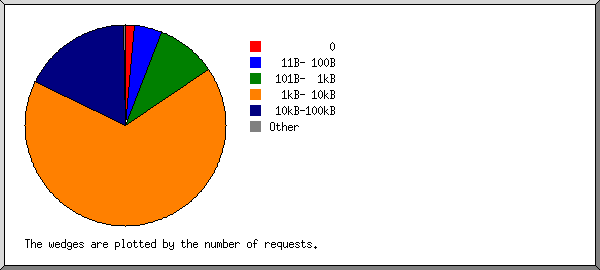 0
11B- 100B
101B- 1kB
1kB- 10kB
10kB-100kB
Other
The wedges are plotted by the number of requests.